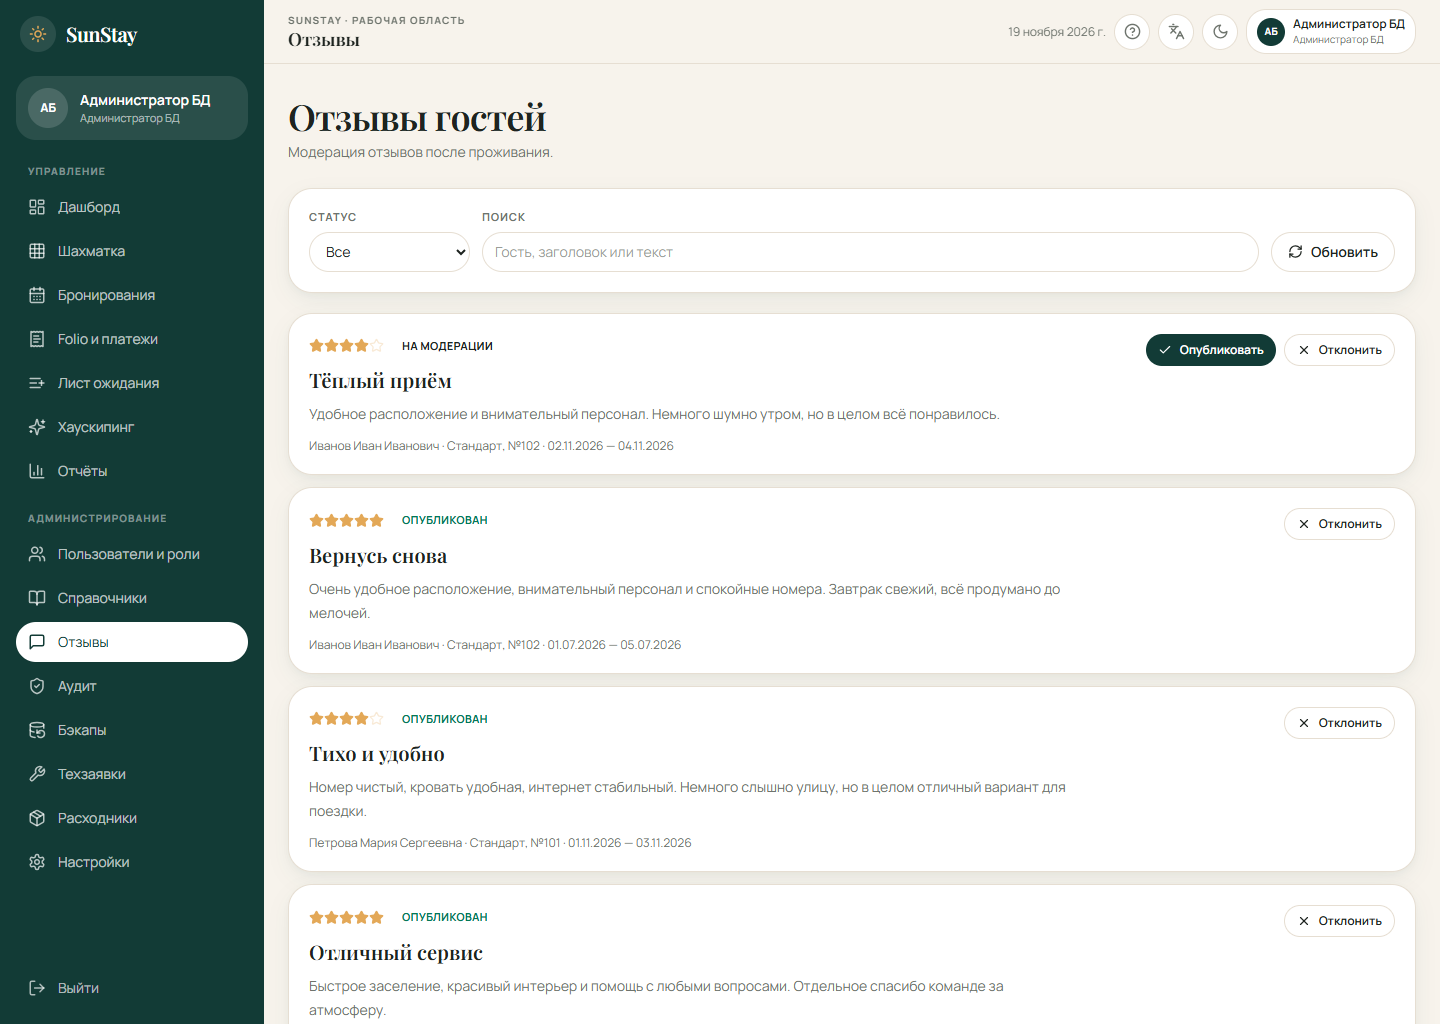 SunStay
АБ
Администратор БД
Администратор БД
УПРАВЛЕНИЕ
Дашборд
Шахматка
Бронирования
Folio и платежи
Лист ожидания
Хаускипинг
Отчёты
АДМИНИСТРИРОВАНИЕ
Пользователи и роли
Справочники
Отзывы
Аудит
Бэкапы
Техзаявки
Расходники
Настройки
Выйти
SUNSTAY · РАБОЧАЯ ОБЛАСТЬ
Отзывы
19 ноября 2026 г.
АБ
Администратор БД
Администратор БД
Отзывы гостей
Модерация отзывов после проживания.
СТАТУС
Все
ПОИСК
Гость, заголовок или текст
Обновить
НА МОДЕРАЦИИ
Опубликовать
Отклонить
Тёплый приём
Удобное расположение и внимательный персонал. Немного шумно утром, но в целом всё понравилось.
Иванов Иван Иванович · Стандарт, №102 · 02.11.2026 — 04.11.2026
ОПУБЛИКОВАН
Отклонить
Вернусь снова
Очень удобное расположение, внимательный персонал и спокойные номера. Завтрак свежий, всё продумано до
мелочей.
Иванов Иван Иванович · Стандарт, №102 · 01.07.2026 — 05.07.2026
ОПУБЛИКОВАН
Отклонить
Тихо и удобно
Номер чистый, кровать удобная, интернет стабильный. Немного слышно улицу, но в целом отличный вариант для
поездки.
Петрова Мария Сергеевна · Стандарт, №101 · 01.11.2026 — 03.11.2026
ОПУБЛИКОВАН
Отклонить
Отличный сервис
Быстрое заселение, красивый интерьер и помощь с любыми вопросами. Отдельное спасибо команде за
атмосферу.